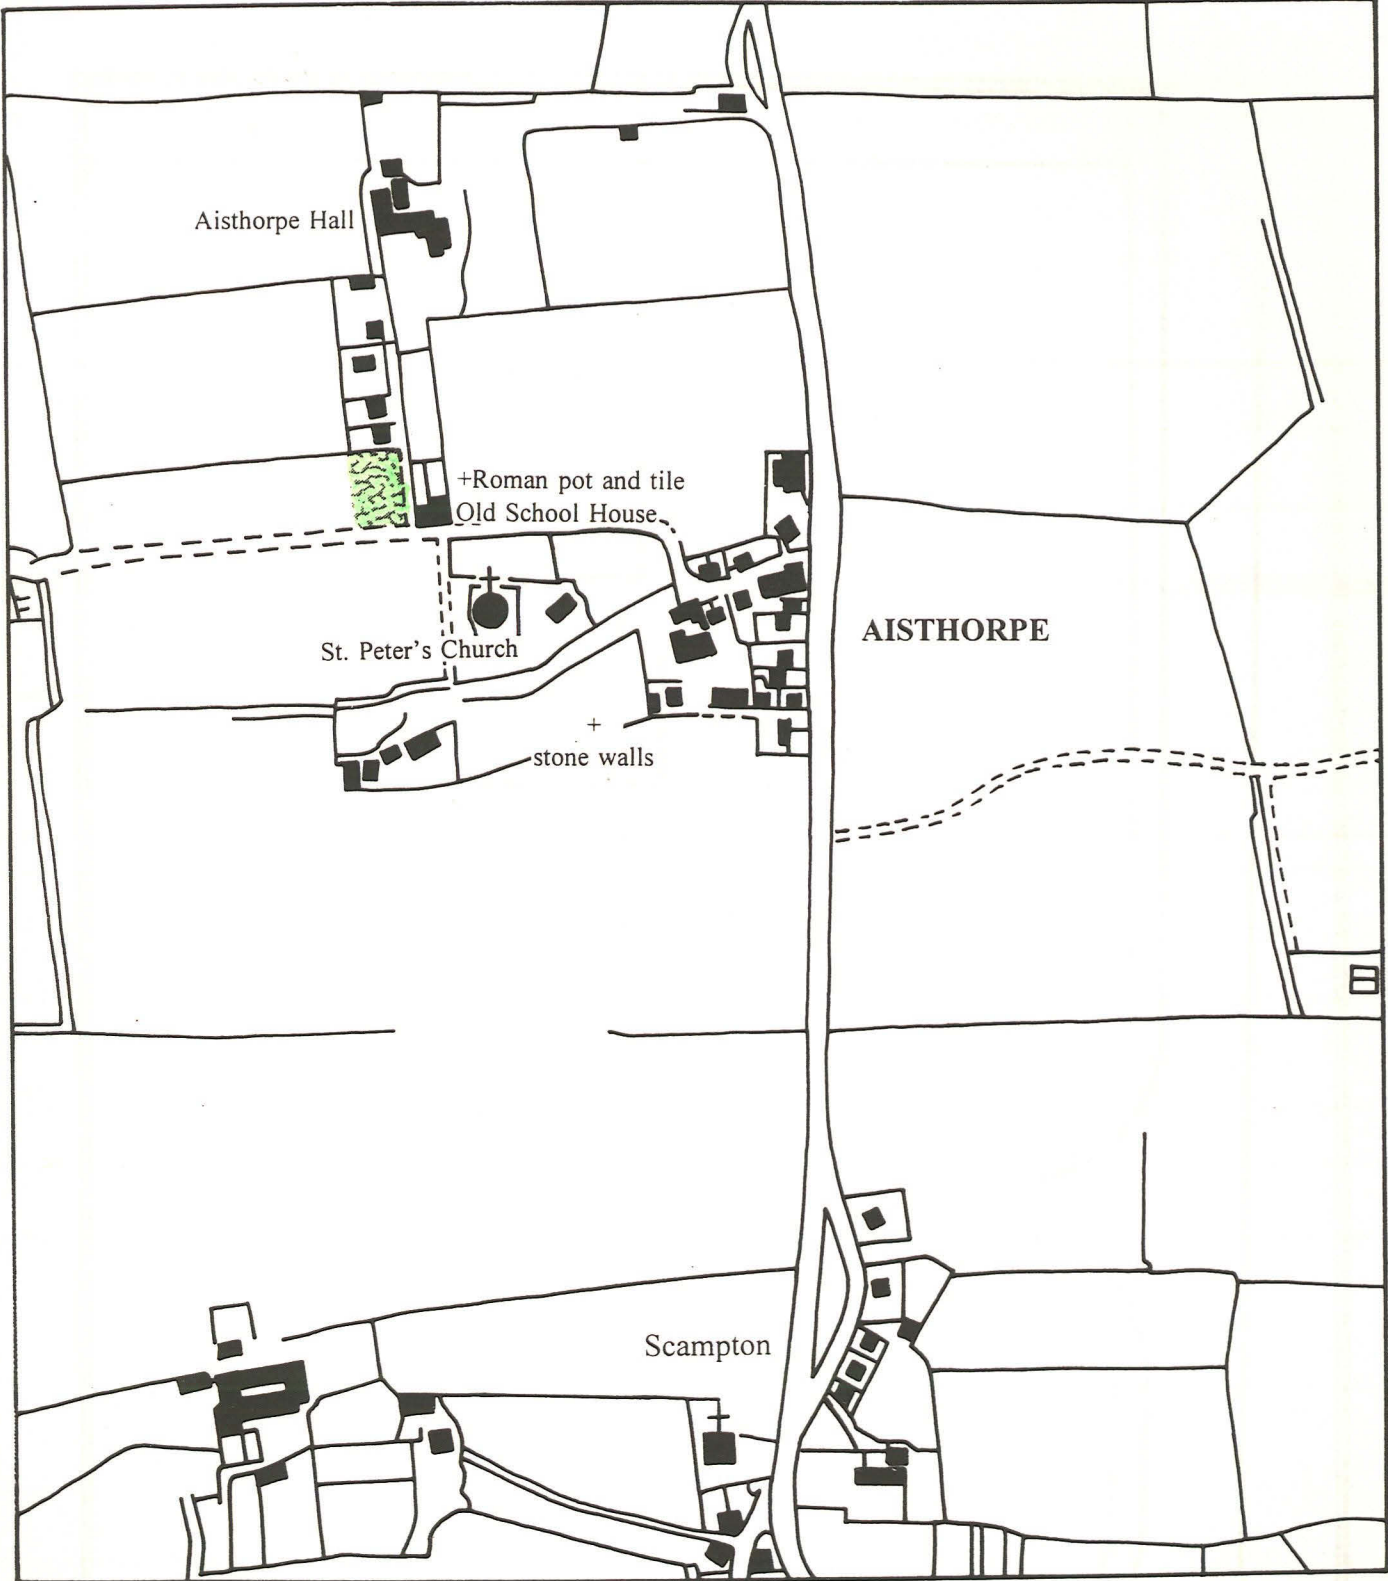 Aisthorpe Hall
+Roman pot and tile
Old School House
AISTHORPE
St. Peter's Church
+
stone walls
Scampton